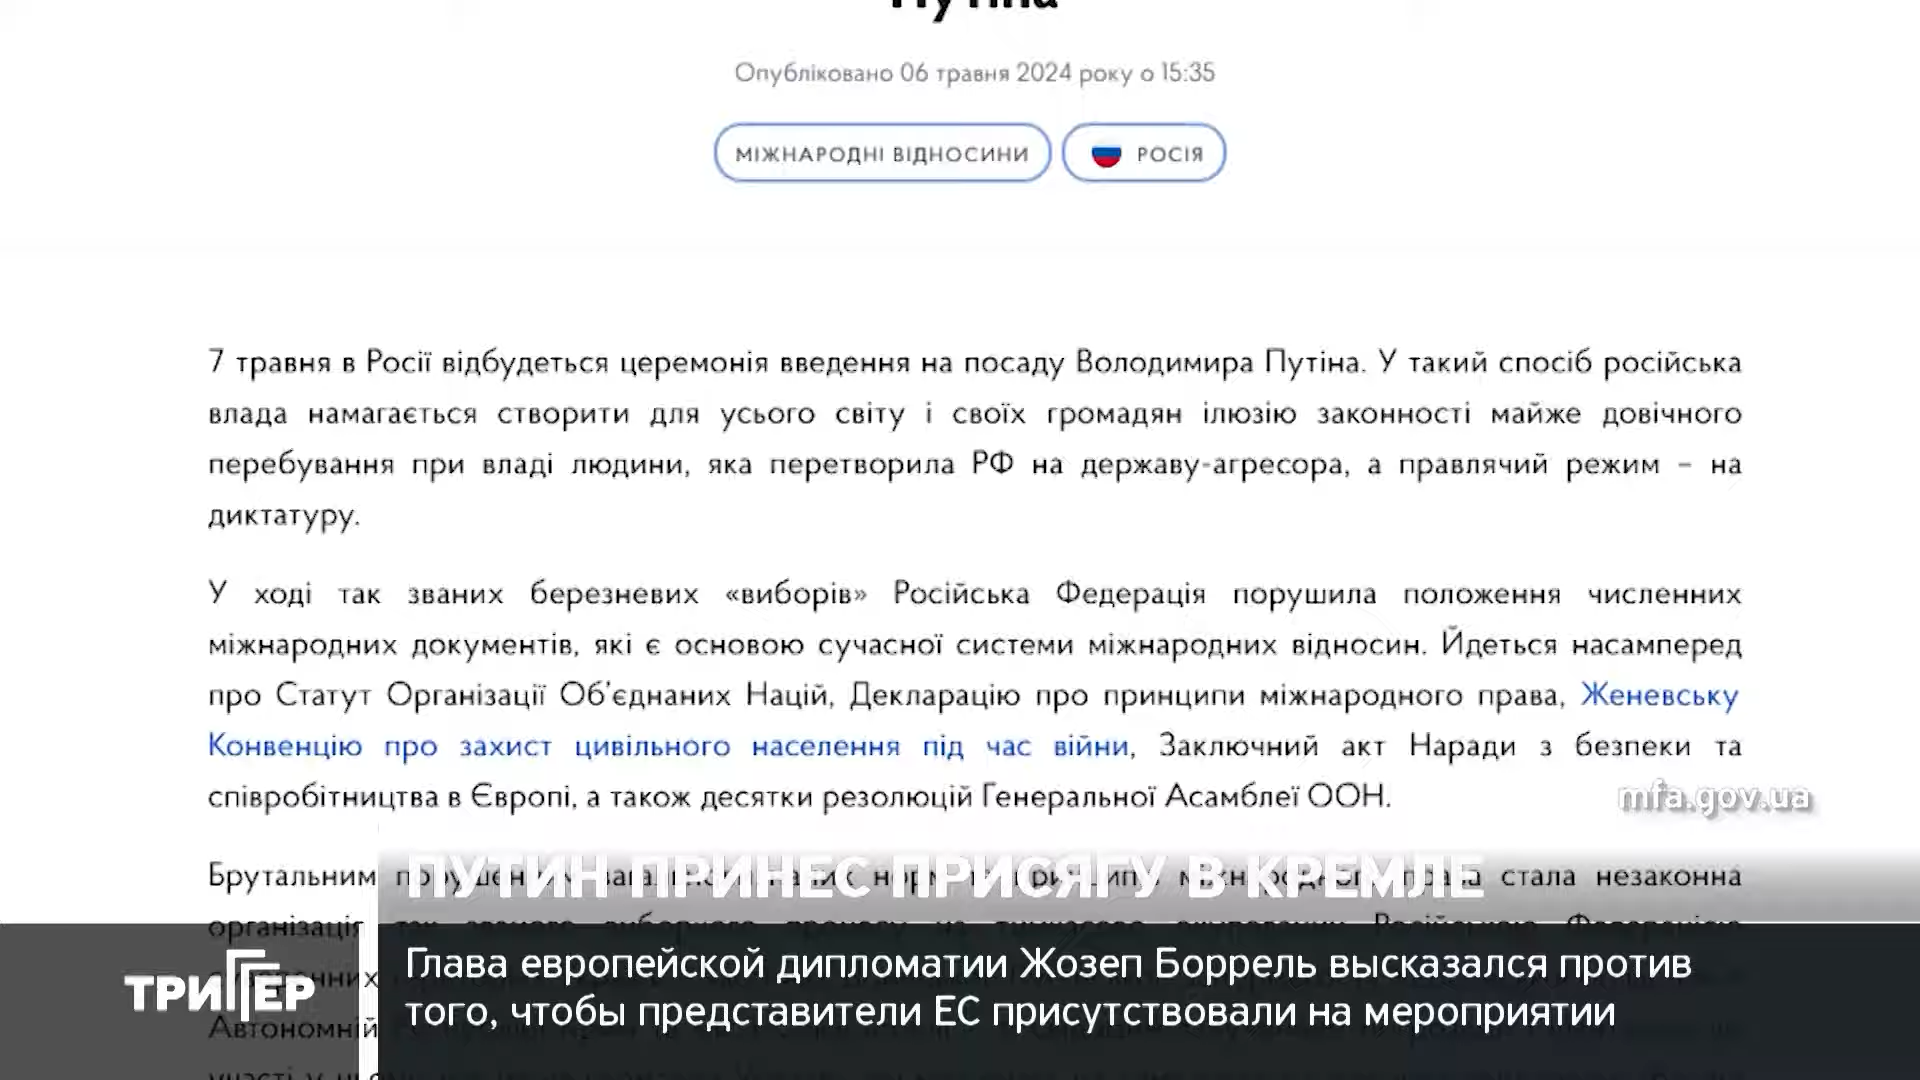 Путіна
Опубліковано 06 травня 2024 року о 15:35
МІЖНАРОДНІ ВІДНОСИНИ
РОСІЯ
7 травня в Росії відбудеться церемонія введення на посаду Володимира Путіна. У такий спосіб російська
влада намагається створити для усього світу і своїх громадян ілюзію законності майже довічного
перебування при владі людини, яка перетворила РФ на державу-агресора, а правлячий режим – на
диктатуру.
У ході так званих березневих «виборів» Російська Федерація порушила положення численних
міжнародних документів, які є основою сучасної системи міжнародних відносин. Йдеться насамперед
про Статут Організації Об’єднаних Націй, Декларацію про принципи міжнародного права, Женевську
Конвенцію про захист цивільного населення під час війни, Заключний акт Наради з безпеки та
співробітництва в Європі, а також десятки резолюцій Генеральної Асамблеї ООН.
mfa.gov.ua
Брутальним стала незаконна
ПУТИН ПРИНЕС ПРИСЯГУ В КРЕМЛЕ
організація
Автономній
ТРИГГЕР
Глава европейской дипломатии Жозеп Боррель высказался против
того, чтобы представители ЕС присутствовали на мероприятии